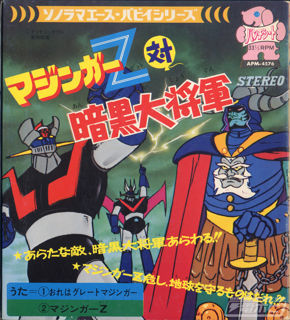 ソノラマエース・パピイシリーズ
33⅓RPM
APM-4576
STEREO
マジンガーZ対
暗黒大将軍
★あらたな敵、暗黒大将軍あらわる!!
★マジンガーZ危し、地球を守るものはだれ?
うた=①おれはグレートマジンガー
②マジンガーZ